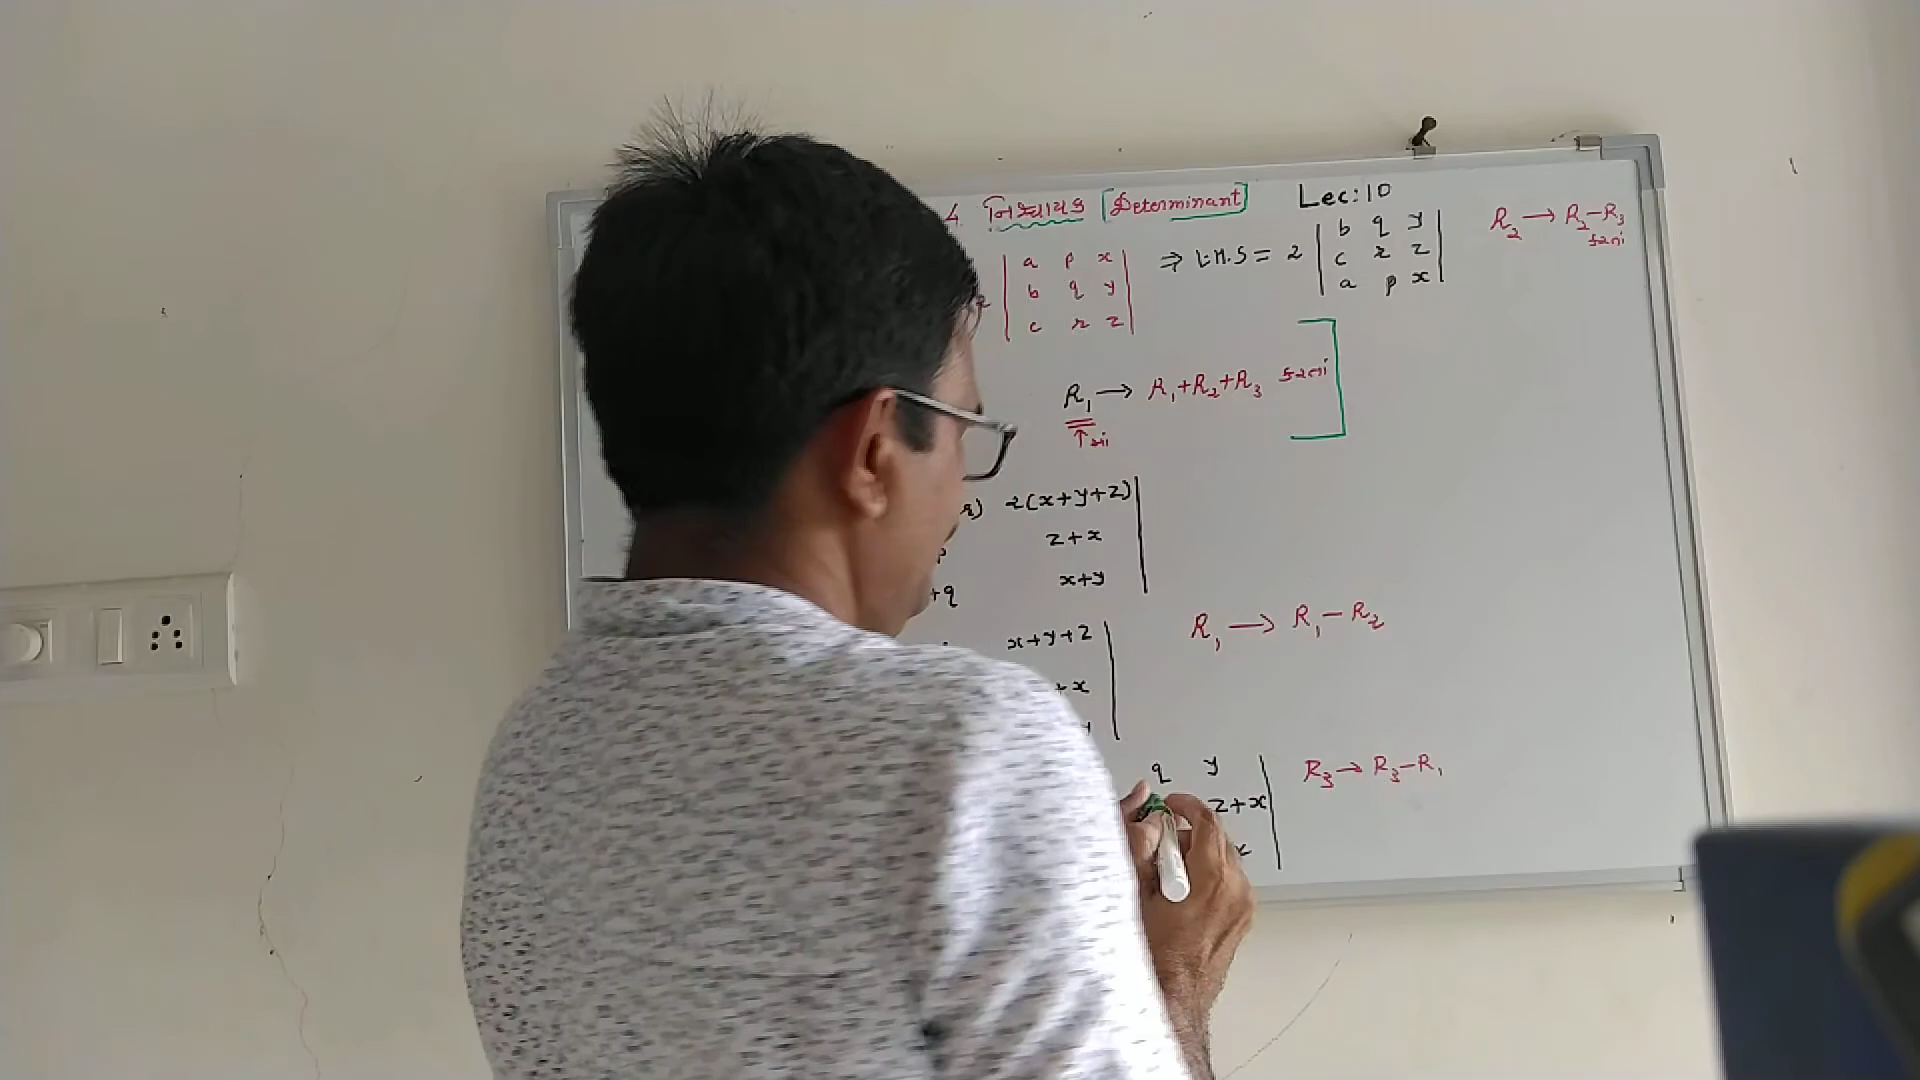 4. નિશ્ચાયક [Determinant] Lec:10
| a p x |
| b q y |
| c r z |
⇒ L.H.S = 2 | b q y |
| c r z |
| a p x |
R₂ → R₂-R₃
કરતાં
R₁ → R₁+R₂+R₃ કરતાં
↑માં
r) 2(x+y+z)
z+x
+q x+y
x+y+z
+x
R₁ → R₁-R₂
q y
z+x
x
R₃ → R₃-R₁